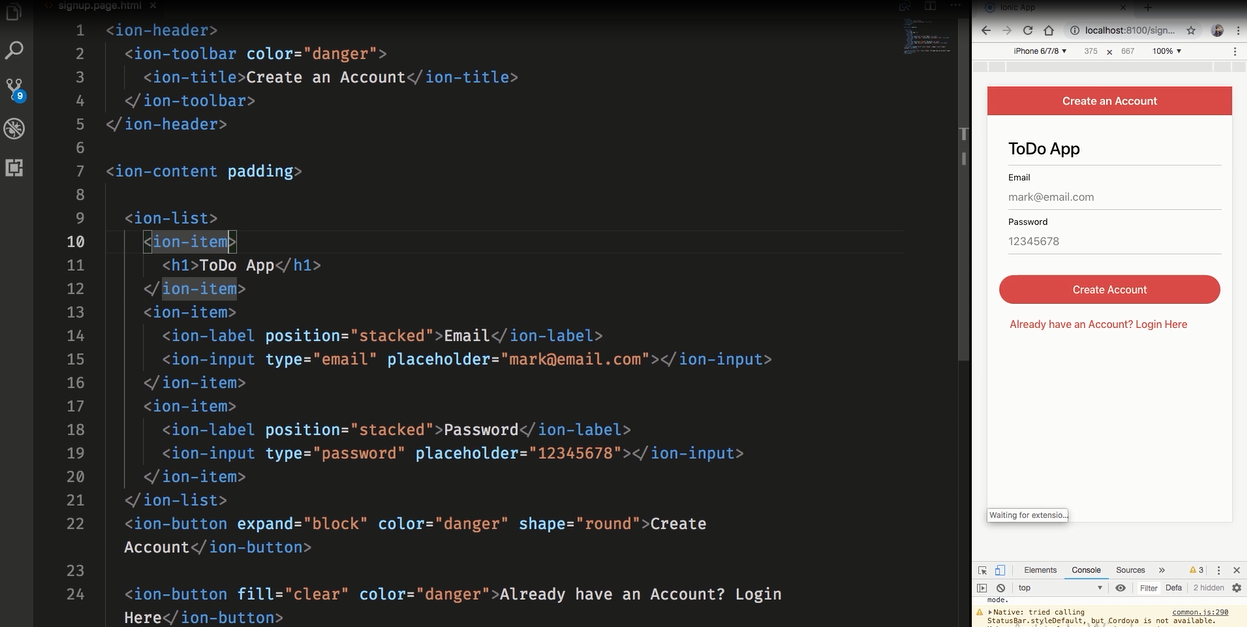 signup.page.html ×
1 <ion-header>
2 <ion-toolbar color="danger">
3 <ion-title>Create an Account</ion-title>
4 </ion-toolbar>
5 </ion-header>
6
7 <ion-content padding>
8
9 <ion-list>
10 <ion-item>
11 <h1>ToDo App</h1>
12 </ion-item>
13 <ion-item>
14 <ion-label position="stacked">Email</ion-label>
15 <ion-input type="email" placeholder="mark@email.com"></ion-input>
16 </ion-item>
17 <ion-item>
18 <ion-label position="stacked">Password</ion-label>
19 <ion-input type="password" placeholder="12345678"></ion-input>
20 </ion-item>
21 </ion-list>
22 <ion-button expand="block" color="danger" shape="round">Create
Account</ion-button>
23
24 <ion-button fill="clear" color="danger">Already have an Account? Login
Here</ion-button>
9
Ionic App
localhost:8100/sign...
iPhone 6/7/8 ▼ 375 × 667 100% ▼
Create an Account
ToDo App
Email
mark@email.com
Password
12345678
Create Account
Already have an Account? Login Here
Waiting for extensio...
Elements Console Sources » 3
top ▼ Filter Defa 2 hidden
mode.
▸Native: tried calling common.js:290
StatusBar.styleDefault, but Cordova is not available.